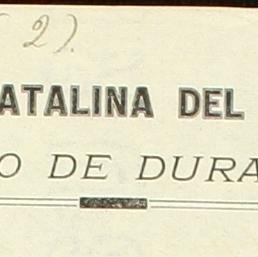 (2).
ATALINA DEL
O DE DURA